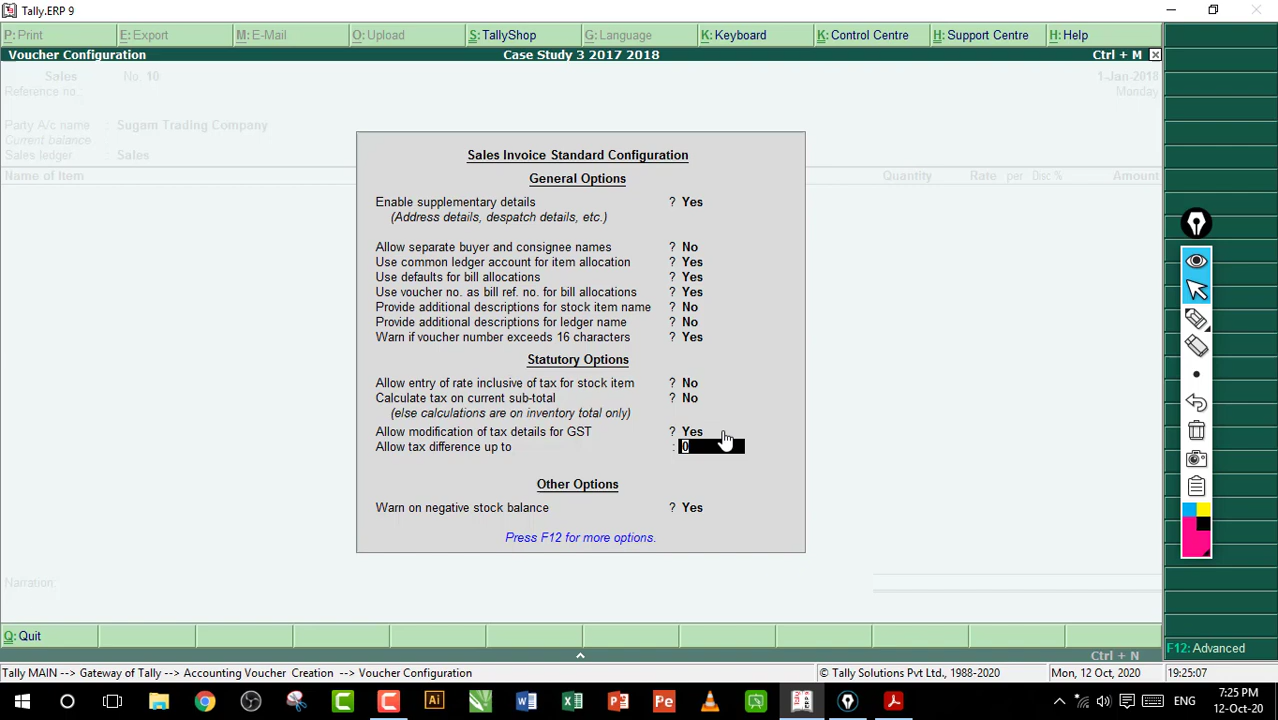 Tally.ERP 9
P: Print E: Export M: E-Mail O: Upload S: TallyShop G: Language K: Keyboard K: Control Centre H: Support Centre H: Help
Voucher Configuration Case Study 3 2017 2018 Ctrl + M
Sales No. 10 1-Jan-2018
Reference no.: Monday
Party A/c name : Sugam Trading Company
Current balance :
Sales ledger : Sales
Name of Item Quantity Rate per Disc % Amount
Sales Invoice Standard Configuration
General Options
Enable supplementary details ? Yes
(Address details, despatch details, etc.)
Allow separate buyer and consignee names ? No
Use common ledger account for item allocation ? Yes
Use defaults for bill allocations ? Yes
Use voucher no. as bill ref. no. for bill allocations ? Yes
Provide additional descriptions for stock item name ? No
Provide additional descriptions for ledger name ? No
Warn if voucher number exceeds 16 characters ? Yes
Statutory Options
Allow entry of rate inclusive of tax for stock item ? No
Calculate tax on current sub-total ? No
(else calculations are on inventory total only)
Allow modification of tax details for GST ? Yes
Allow tax difference up to : 0
Other Options
Warn on negative stock balance ? Yes
Press F12 for more options.
Narration:
Q: Quit
F12: Advanced
Ctrl + N
Tally MAIN --> Gateway of Tally --> Accounting Voucher Creation --> Voucher Configuration © Tally Solutions Pvt Ltd., 1988-2020 Mon, 12 Oct, 2020 19:25:07
ENG 7:25 PM
12-Oct-20